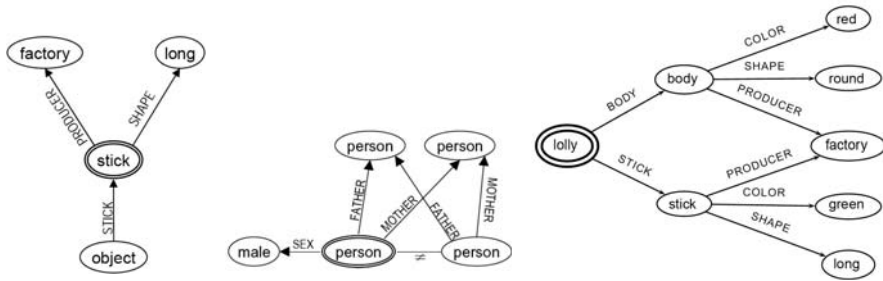 factory
long
PRODUCER
SHAPE
stick
STICK
object
person
person
FATHER
MOTHER
FATHER
MOTHER
male
SEX
person
≠
person
lolly
BODY
STICK
body
COLOR
SHAPE
PRODUCER
red
round
factory
stick
PRODUCER
COLOR
SHAPE
green
long